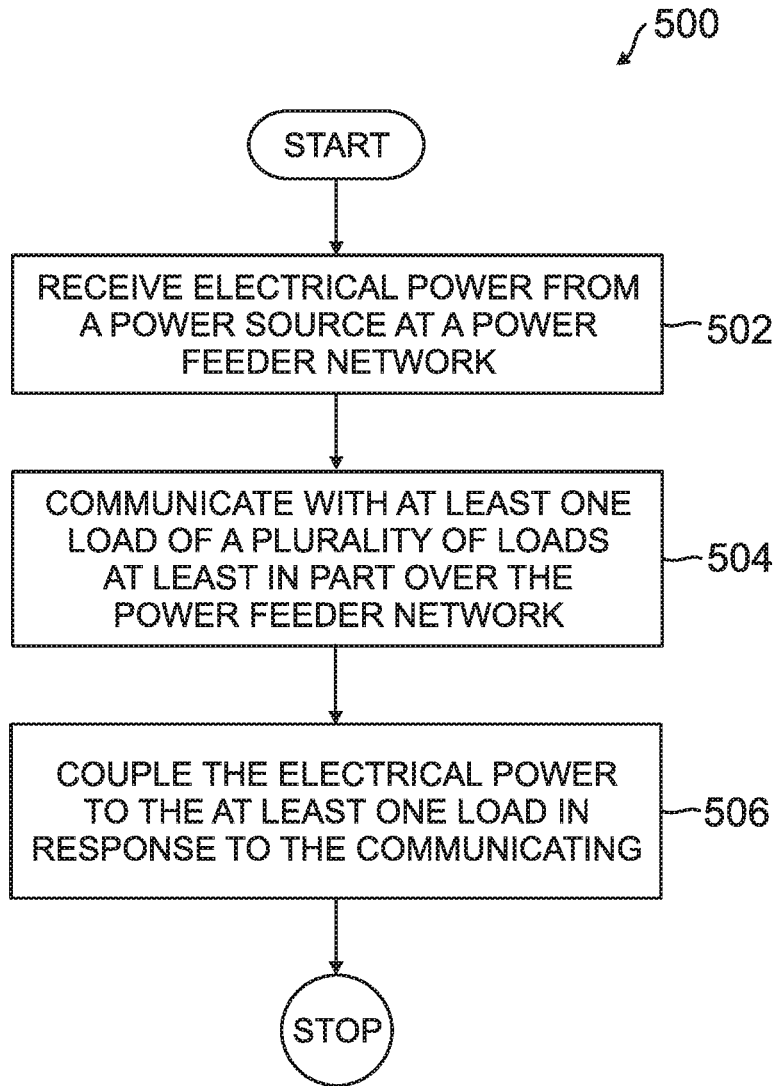 500
START
RECEIVE ELECTRICAL POWER FROM
A POWER SOURCE AT A POWER
FEEDER NETWORK
502
COMMUNICATE WITH AT LEAST ONE
LOAD OF A PLURALITY OF LOADS
AT LEAST IN PART OVER THE
POWER FEEDER NETWORK
504
COUPLE THE ELECTRICAL POWER
TO THE AT LEAST ONE LOAD IN
RESPONSE TO THE COMMUNICATING
506
STOP